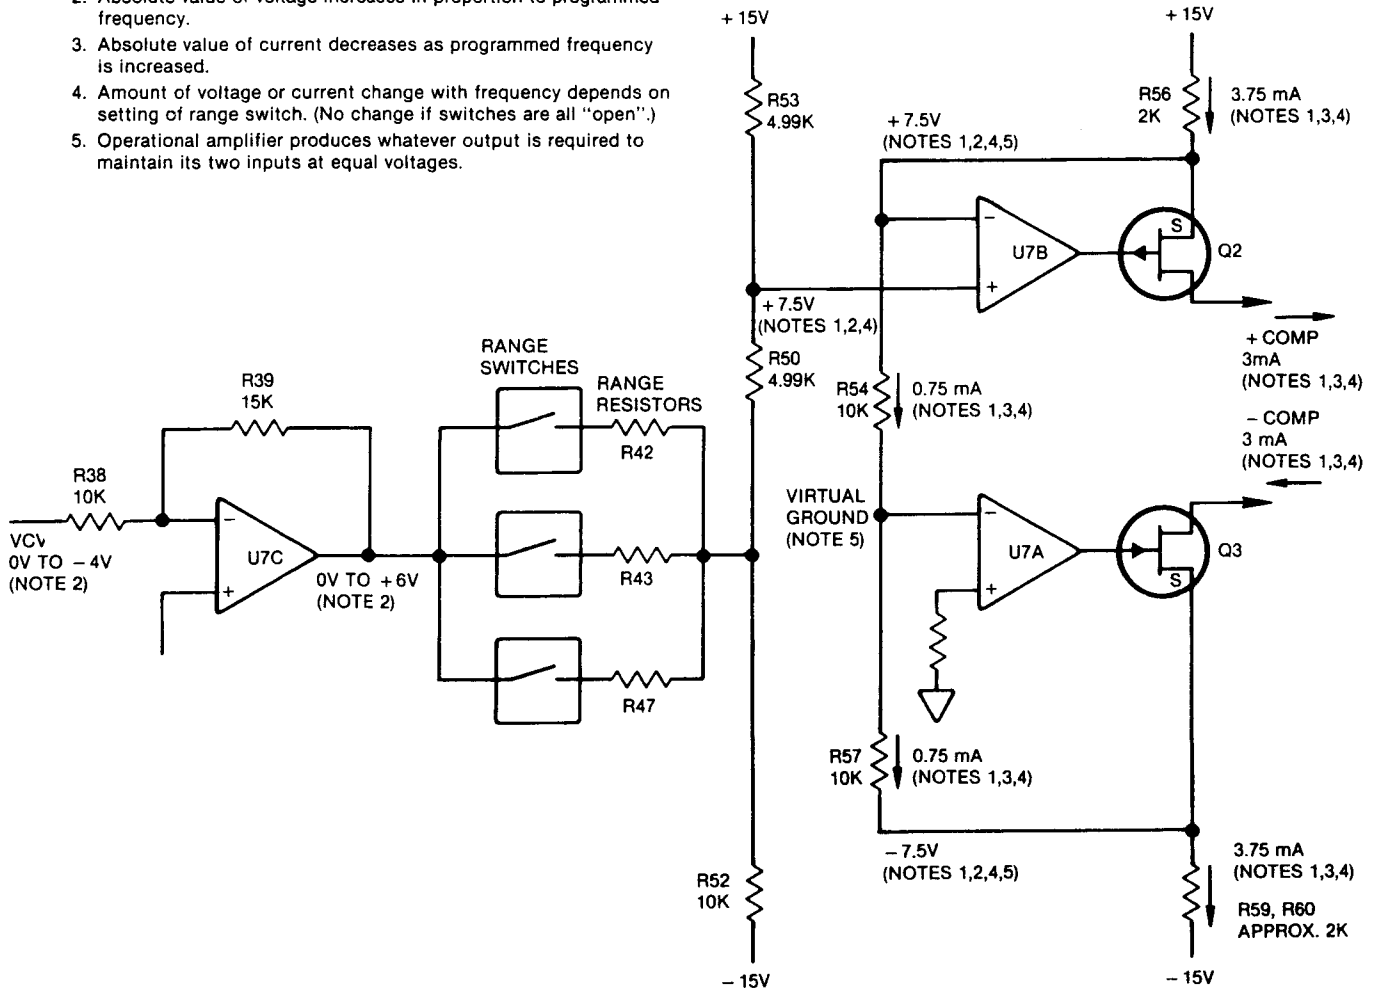 2. Absolute value of voltage increases in proportion to programmed
frequency.
3. Absolute value of current decreases as programmed frequency
is increased.
4. Amount of voltage or current change with frequency depends on
setting of range switch. (No change if switches are all "open".)
5. Operational amplifier produces whatever output is required to
maintain its two inputs at equal voltages.
+ 15V
+ 15V
R53
4.99K
R56
2K
3.75 mA
(NOTES 1,3,4)
+ 7.5V
(NOTES 1,2,4,5)
−
U7B
+
S
Q2
+ 7.5V
(NOTES 1,2,4)
+ COMP
3mA
(NOTES 1,3,4)
− COMP
3 mA
(NOTES 1,3,4)
R50
4.99K
R54
10K
0.75 mA
(NOTES 1,3,4)
RANGE
SWITCHES
RANGE
RESISTORS
R39
15K
R42
R38
10K
VCV
0V TO − 4V
(NOTE 2)
−
U7C
+
0V TO + 6V
(NOTE 2)
R43
R47
VIRTUAL
GROUND
(NOTE 5)
−
U7A
+
S
Q3
R57
10K
0.75 mA
(NOTES 1,3,4)
− 7.5V
(NOTES 1,2,4,5)
3.75 mA
(NOTES 1,3,4)
R59, R60
APPROX. 2K
R52
10K
− 15V
− 15V